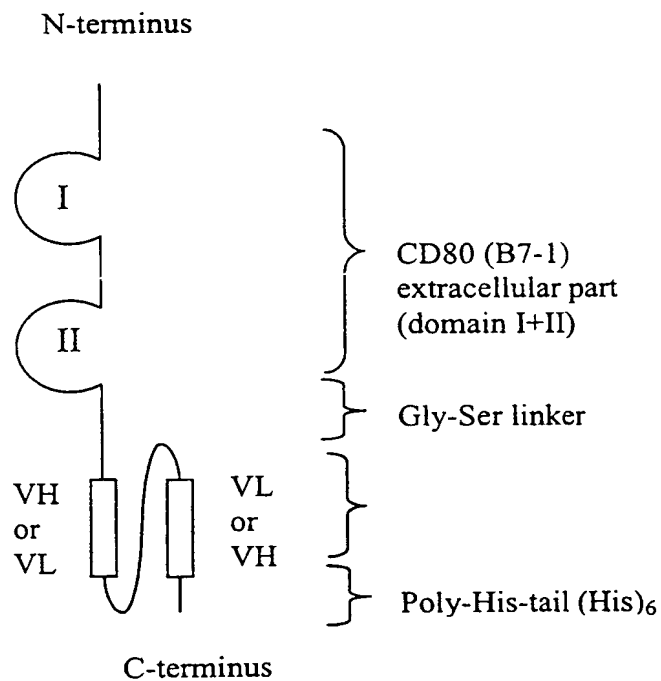 N-terminus
I
CD80 (B7-1)
extracellular part
(domain I+II)
II
Gly-Ser linker
VH
or
VL
VL
or
VH
Poly-His-tail (His)₆
C-terminus